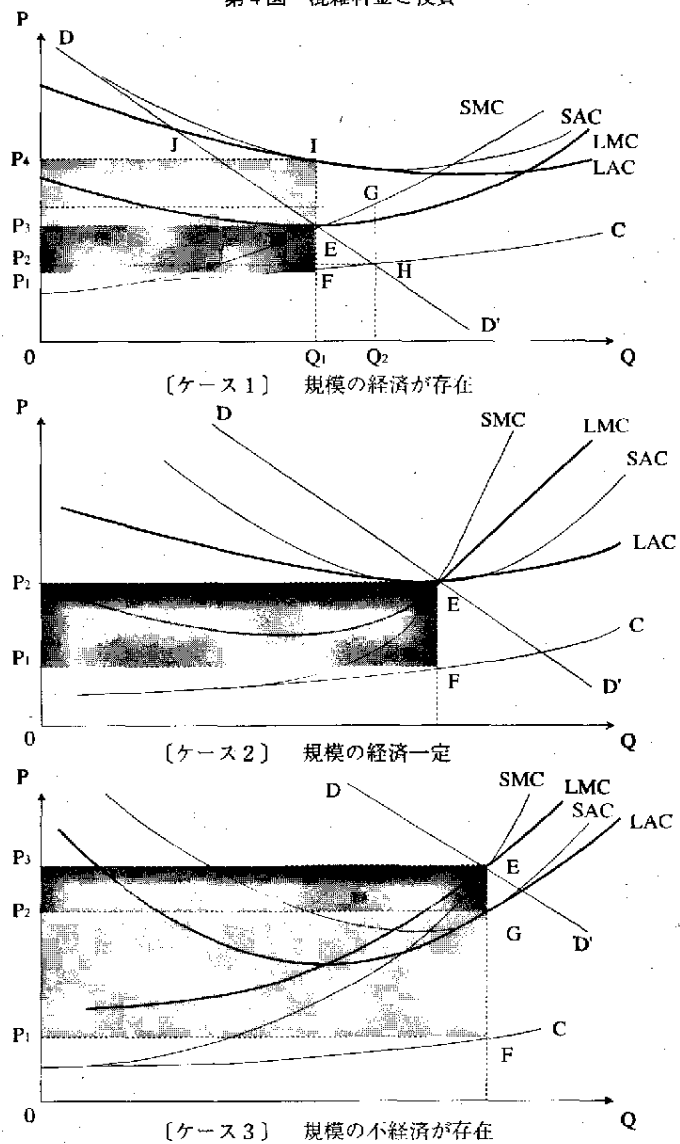 第4図 混雑料金と投資
P
D
SMC
SAC
LMC
LAC
J
I
P4
G
P3
E
C
P2
H
P1
F
D'
0
Q1
Q2
Q
〔ケース1〕 規模の経済が存在
P
D
SMC
LMC
SAC
LAC
P2
E
C
P1
F
D'
0
Q
〔ケース2〕 規模の経済一定
P
D
SMC
LMC
SAC
LAC
P3
E
P2
G
D'
P1
C
F
0
Q
〔ケース3〕 規模の不経済が存在